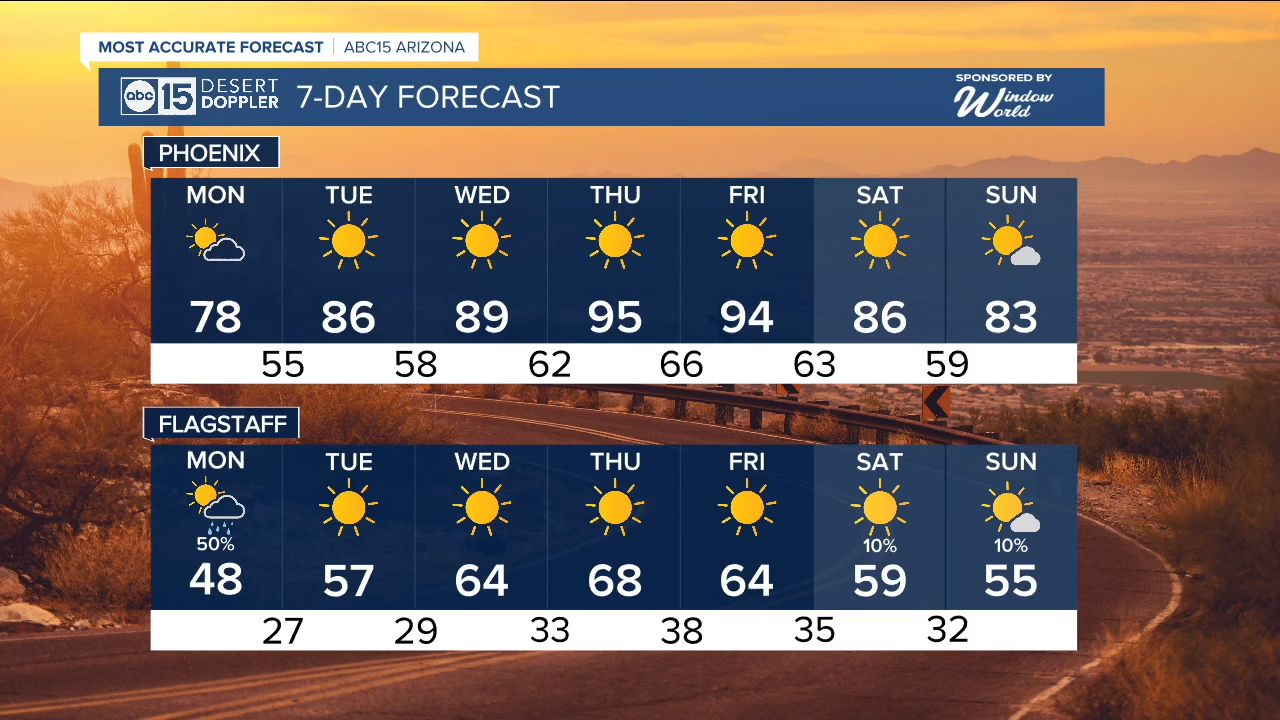 MOST ACCURATE FORECAST | ABC15 ARIZONA
abc 15 DESERT DOPPLER 7-DAY FORECAST
SPONSORED BY
Window World
PHOENIX
MON TUE WED THU FRI SAT SUN
78 86 89 95 94 86 83
55 58 62 66 63 59
FLAGSTAFF
MON TUE WED THU FRI SAT SUN
50% 10% 10%
48 57 64 68 64 59 55
27 29 33 38 35 32